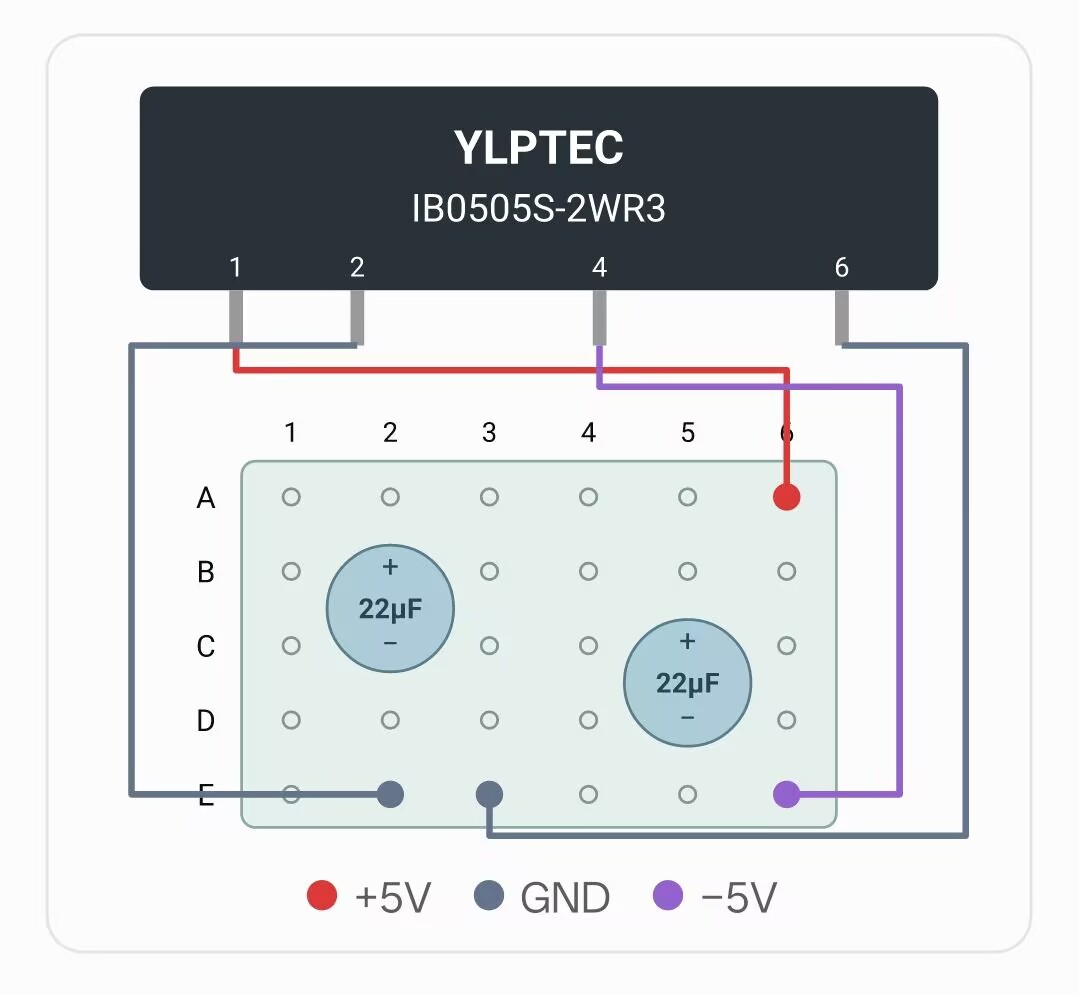 YLPTEC
IB0505S-2WR3
1 2 4 6
1 2 3 4 5 6
A
B
+
22µF
−
C
+
22µF
−
D
E
+5V GND −5V